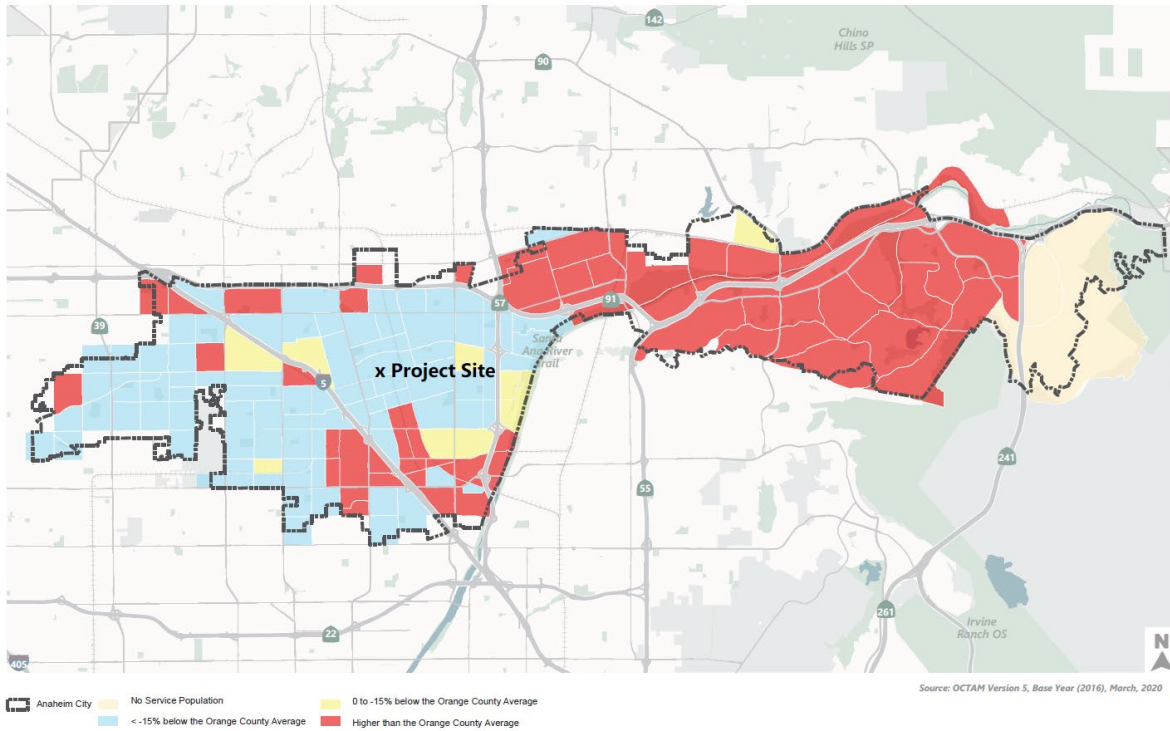 142
Chino
Hills SP
90
57
91
39
Santa
Ana River
Trail
x Project Site
5
241
55
261
22
Irvine
Ranch OS
405
N
Source: OCTAM Version 5, Base Year (2016), March, 2020
Anaheim City
No Service Population
0 to -15% below the Orange County Average
< -15% below the Orange County Average
Higher than the Orange County Average